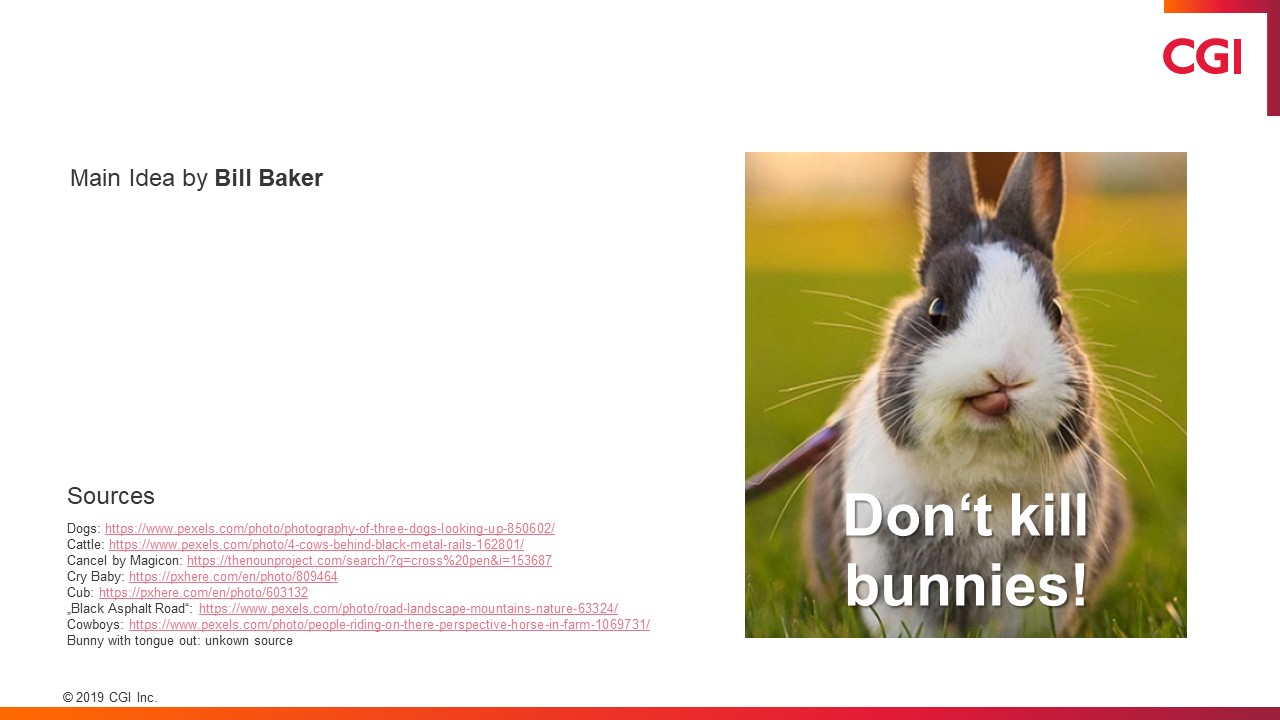 CGI
Main Idea by Bill Baker
Don‘t kill
bunnies!
Sources
Dogs: https://www.pexels.com/photo/photography-of-three-dogs-looking-up-850602/
Cattle: https://www.pexels.com/photo/4-cows-behind-black-metal-rails-162801/
Cancel by Magicon: https://thenounproject.com/search/?q=cross%20pen&i=153687
Cry Baby: https://pxhere.com/en/photo/809464
Cub: https://pxhere.com/en/photo/603132
„Black Asphalt Road“: https://www.pexels.com/photo/road-landscape-mountains-nature-63324/
Cowboys: https://www.pexels.com/photo/people-riding-on-there-perspective-horse-in-farm-1069731/
Bunny with tongue out: unkown source
© 2019 CGI Inc.